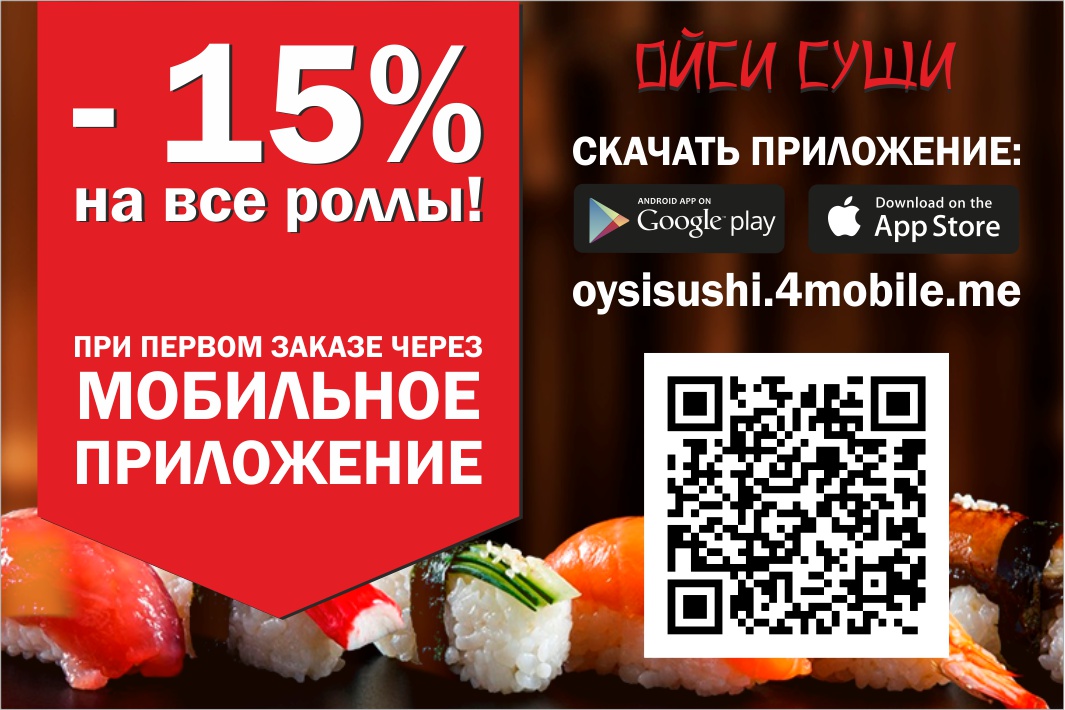 - 15%
на все роллы!
ПРИ ПЕРВОМ ЗАКАЗЕ ЧЕРЕЗ
МОБИЛЬНОЕ
ПРИЛОЖЕНИЕ
ОЙСИ СУШИ
СКАЧАТЬ ПРИЛОЖЕНИЕ:
ANDROID APP ON
Google play
Download on the
App Store
oysisushi.4mobile.me